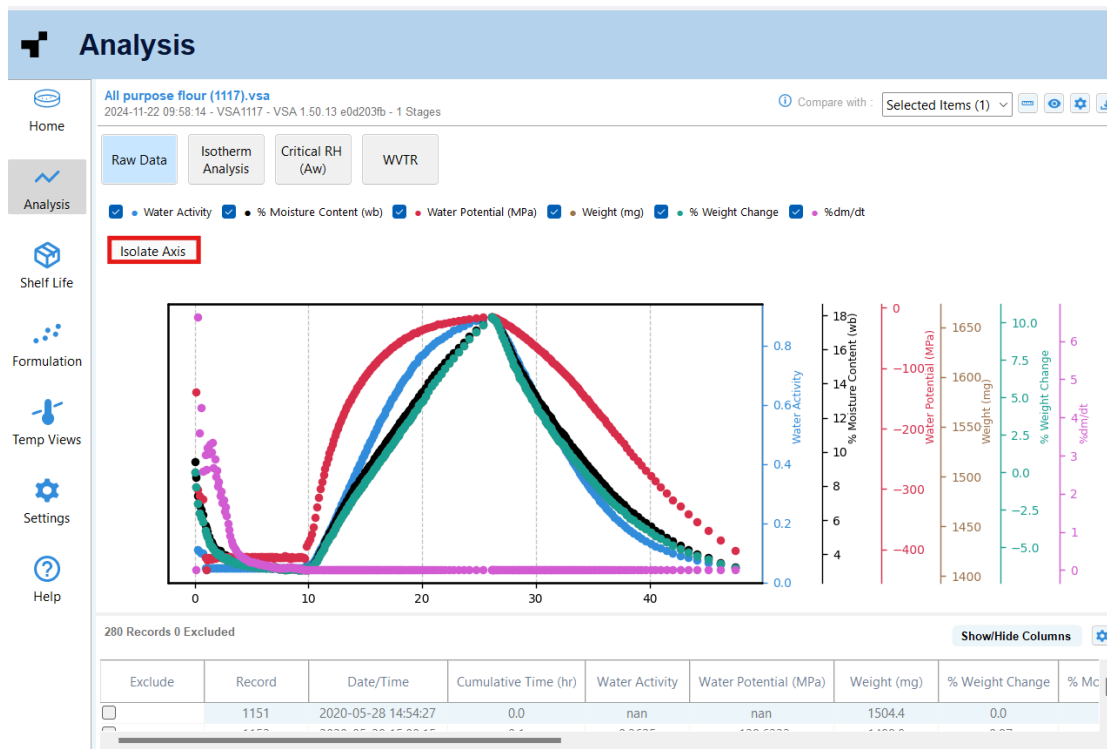 Analysis
Home
Analysis
Shelf Life
Formulation
Temp Views
Settings
Help
All purpose flour (1117).vsa
2024-11-22 09:58:14 - VSA1117 - VSA 1.50.13 e0d203fb - 1 Stages
Compare with :
Selected Items (1)
Raw Data
Isotherm
Analysis
Critical RH
(Aw)
WVTR
Water Activity
% Moisture Content (wb)
Water Potential (MPa)
Weight (mg)
% Weight Change
%dm/dt
Isolate Axis
0 10 20 30 40
0.8
0.6
0.4
0.2
0.0
Water Activity
18
16
14
12
10
8
6
4
% Moisture Content (wb)
0
−100
−200
−300
−400
Water Potential (MPa)
1650
1600
1550
1500
1450
1400
Weight (mg)
10.0
7.5
5.0
2.5
0.0
−2.5
−5.0
% Weight Change
6
5
4
3
2
1
0
%dm/dt
280 Records 0 Excluded
Show/Hide Columns
Exclude Record Date/Time Cumulative Time (hr) Water Activity Water Potential (MPa) Weight (mg) % Weight Change % Mc
1151 2020-05-28 14:54:27 0.0 nan nan 1504.4 0.0